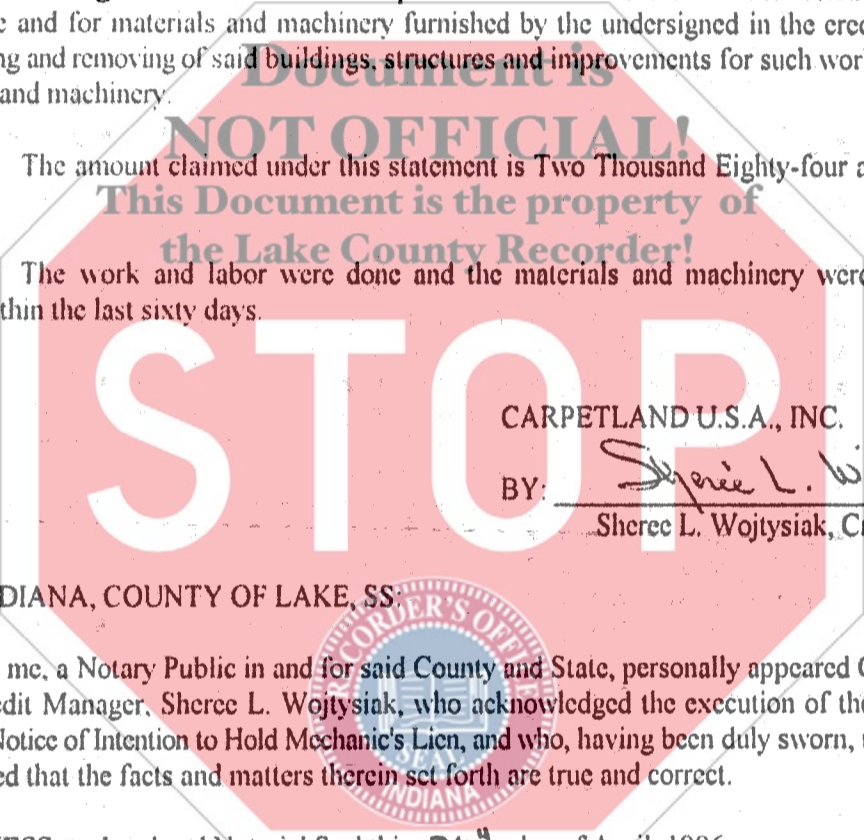 e and for materials and machinery furnished by the undersigned in the erec
ng and removing of said buildings, structures and improvements for such wor
and machinery.
Document is
NOT OFFICIAL!
The amount claimed under this statement is Two Thousand Eighty-four a
This Document is the property of
the Lake County Recorder!
The work and labor were done and the materials and machinery were
thin the last sixty days.
STOP
CARPETLAND U.S.A., INC.
BY: Sheree L. W
Sheree L. Wojtysiak, C
DIANA, COUNTY OF LAKE, SS:
me, a Notary Public in and for said County and State, personally appeared C
edit Manager, Sheree L. Wojtysiak, who acknowledged the execution of the
Notice of Intention to Hold Mechanic's Lien, and who, having been duly sworn,
ed that the facts and matters therein set forth are true and correct.
RECORDER'S OFFICE
SEAL
INDIANA
day of April, 1996